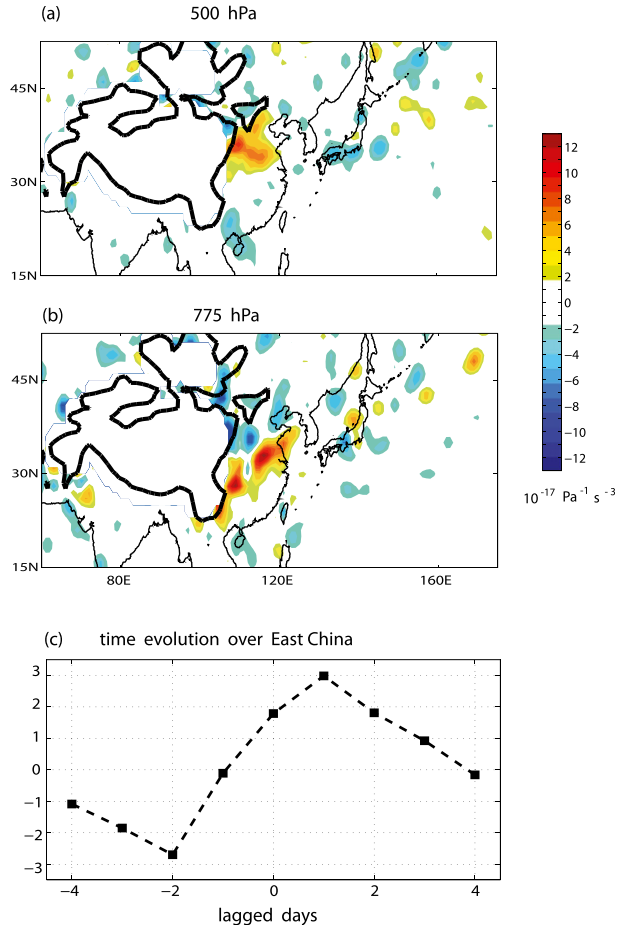 (a) 500 hPa
45N
30N
15N
12
10
8
6
4
2
0
−2
−4
−6
−8
−10
−12
10⁻¹⁷ Pa⁻¹ s⁻³
(b) 775 hPa
45N
30N
15N
80E 120E 160E
(c) time evolution over East China
3
2
1
0
−1
−2
−3
−4 −2 0 2 4
lagged days